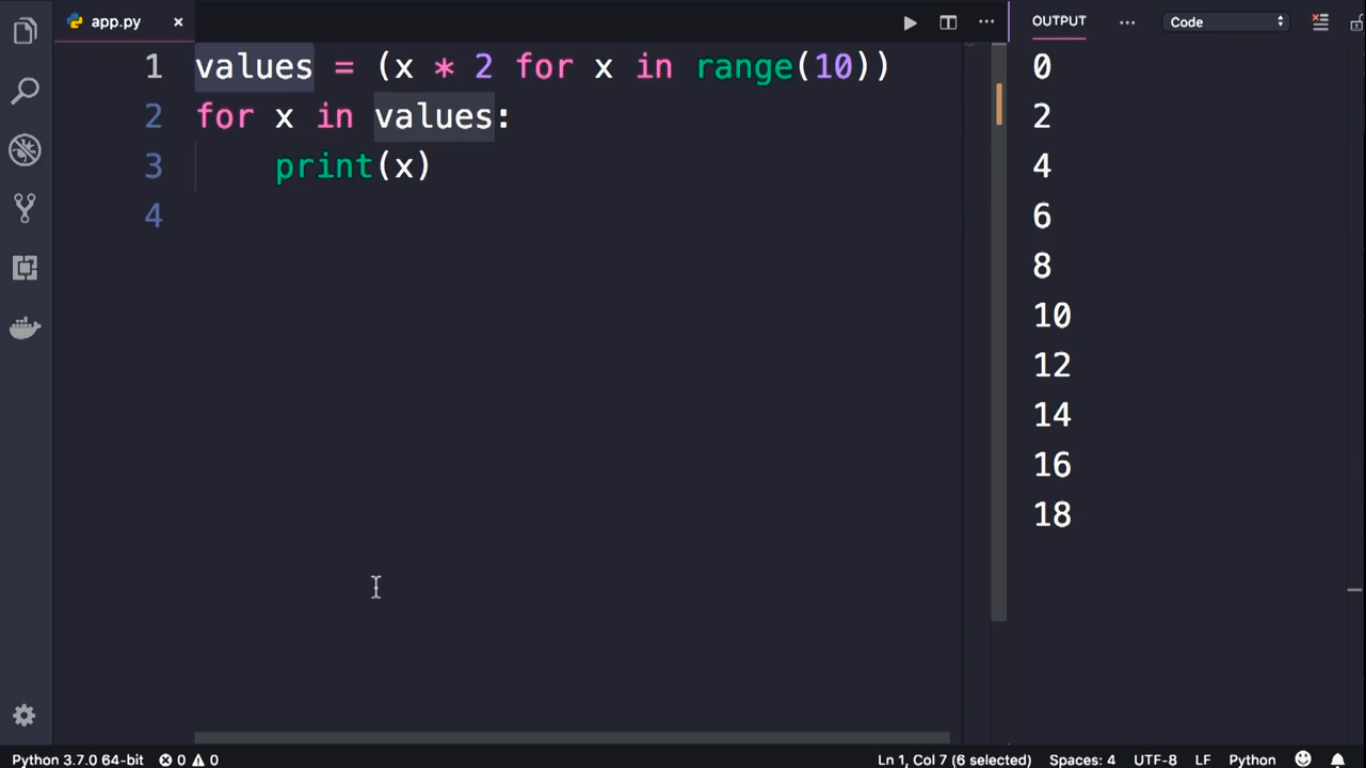 app.py ×
1 values = (x * 2 for x in range(10))
2 for x in values:
3     print(x)
4
OUTPUT ··· Code
0
2
4
6
8
10
12
14
16
18
Python 3.7.0 64-bit 0 0 Ln 1, Col 7 (6 selected) Spaces: 4 UTF-8 LF Python